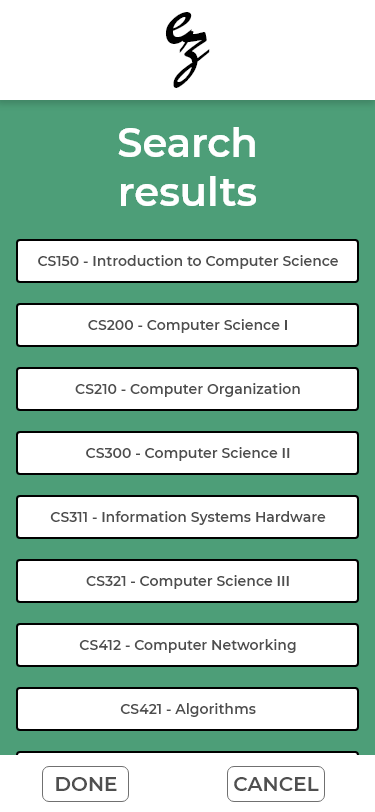 ez
Search
results
CS150 - Introduction to Computer Science
CS200 - Computer Science I
CS210 - Computer Organization
CS300 - Computer Science II
CS311 - Information Systems Hardware
CS321 - Computer Science III
CS412 - Computer Networking
CS421 - Algorithms
DONE
CANCEL